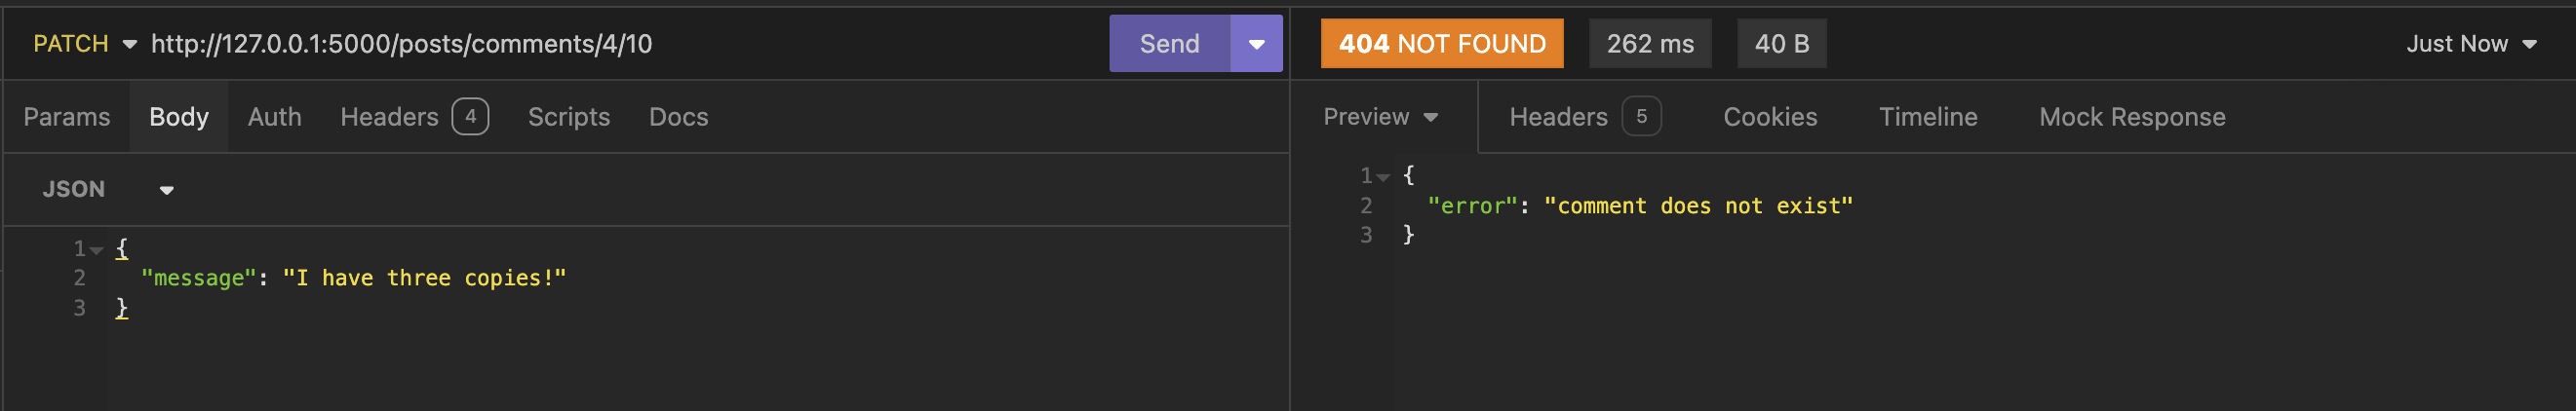 PATCH http://127.0.0.1:5000/posts/comments/4/10 Send
Params Body Auth Headers 4 Scripts Docs
JSON
1 {
2 "message": "I have three copies!"
3 }
404 NOT FOUND 262 ms 40 B Just Now
Preview Headers 5 Cookies Timeline Mock Response
1 {
2 "error": "comment does not exist"
3 }